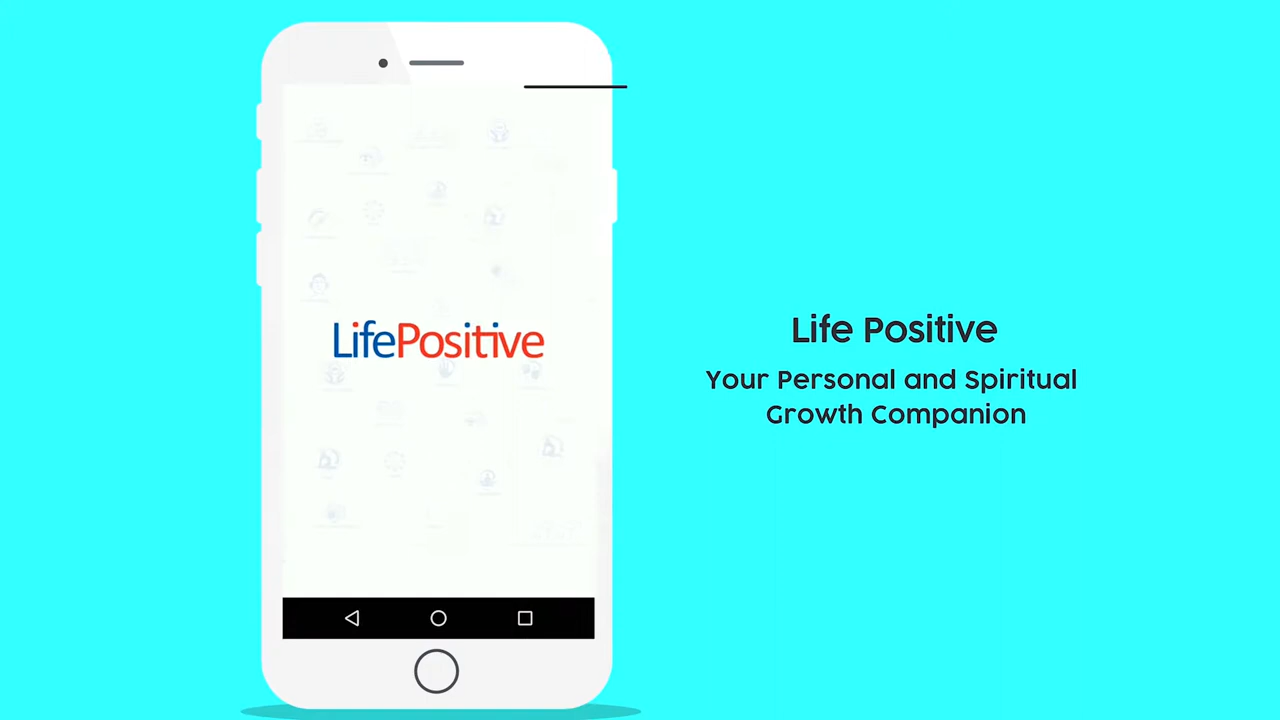 LifePositive
Life Positive
Your Personal and Spiritual
Growth Companion